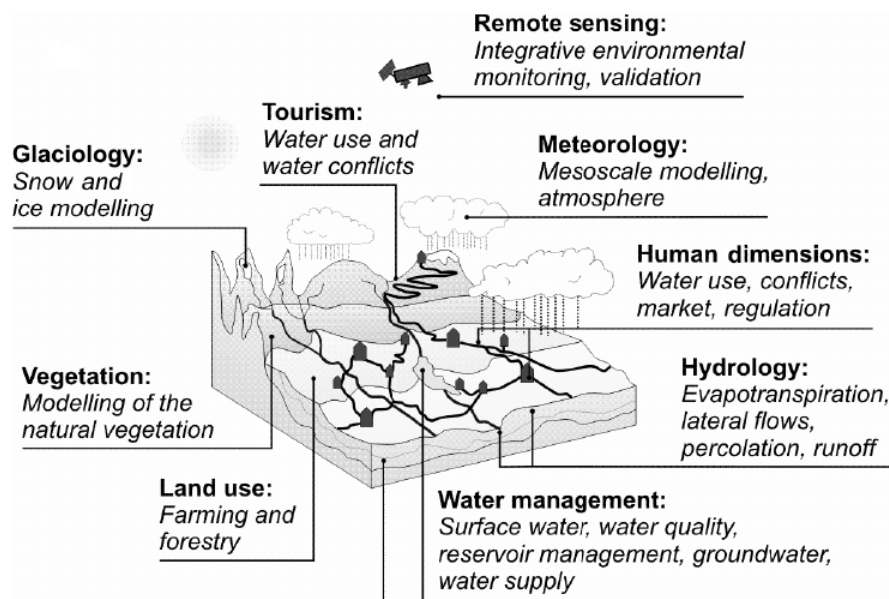 Remote sensing:
Integrative environmental
monitoring, validation
Tourism:
Water use and
water conflicts
Glaciology:
Snow and
ice modelling
Meteorology:
Mesoscale modelling,
atmosphere
Human dimensions:
Water use, conflicts,
market, regulation
Vegetation:
Modelling of the
natural vegetation
Hydrology:
Evapotranspiration,
lateral flows,
percolation, runoff
Land use:
Farming and
forestry
Water management:
Surface water, water quality,
reservoir management, groundwater,
water supply